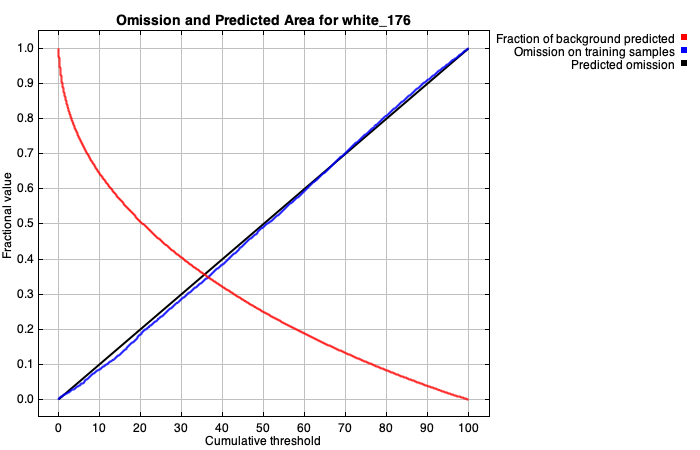 Omission and Predicted Area for white_176
Fraction of background predicted
Omission on training samples
Predicted omission
Fractional value
1.0
0.9
0.8
0.7
0.6
0.5
0.4
0.3
0.2
0.1
0.0
0 10 20 30 40 50 60 70 80 90 100
Cumulative threshold